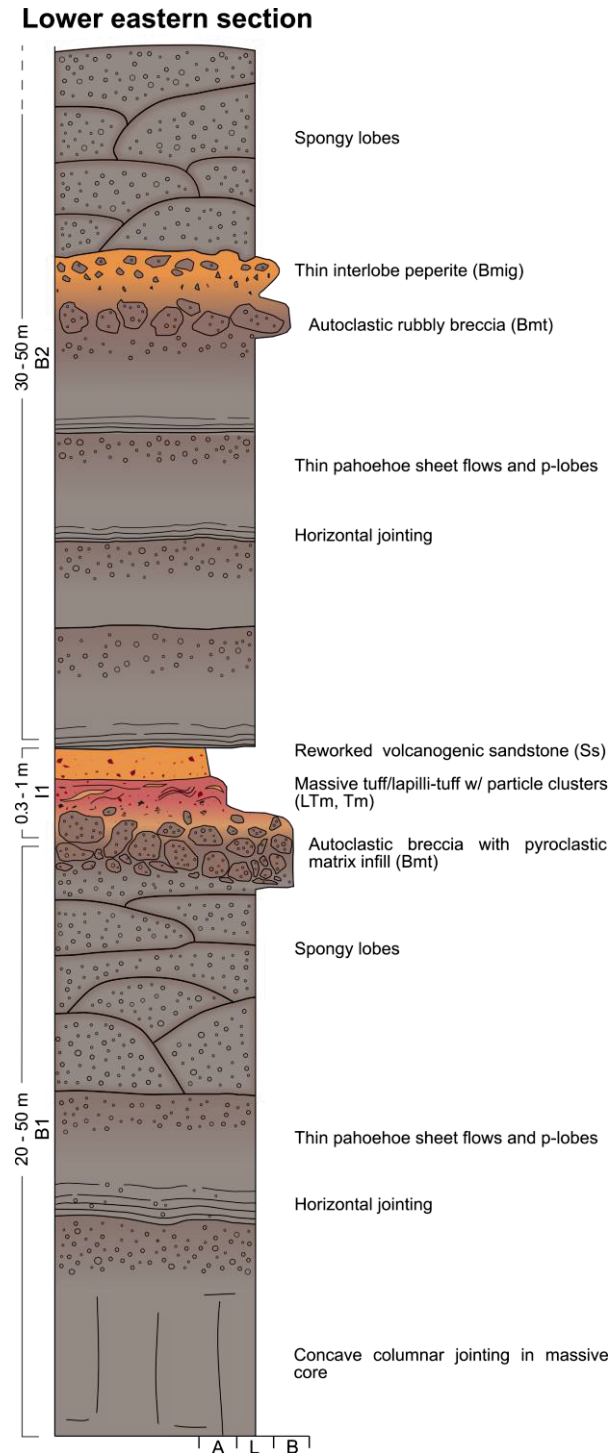 Lower eastern section
Spongy lobes
Thin interlobe peperite (Bmig)
Autoclastic rubbly breccia (Bmt)
30 - 50 m
B2
Thin pahoehoe sheet flows and p-lobes
Horizontal jointing
Reworked volcanogenic sandstone (Ss)
0.3 - 1 m
I1
Massive tuff/lapilli-tuff w/ particle clusters
(LTm, Tm)
Autoclastic breccia with pyroclastic
matrix infill (Bmt)
Spongy lobes
20 - 50 m
B1
Thin pahoehoe sheet flows and p-lobes
Horizontal jointing
Concave columnar jointing in massive
core
A L B